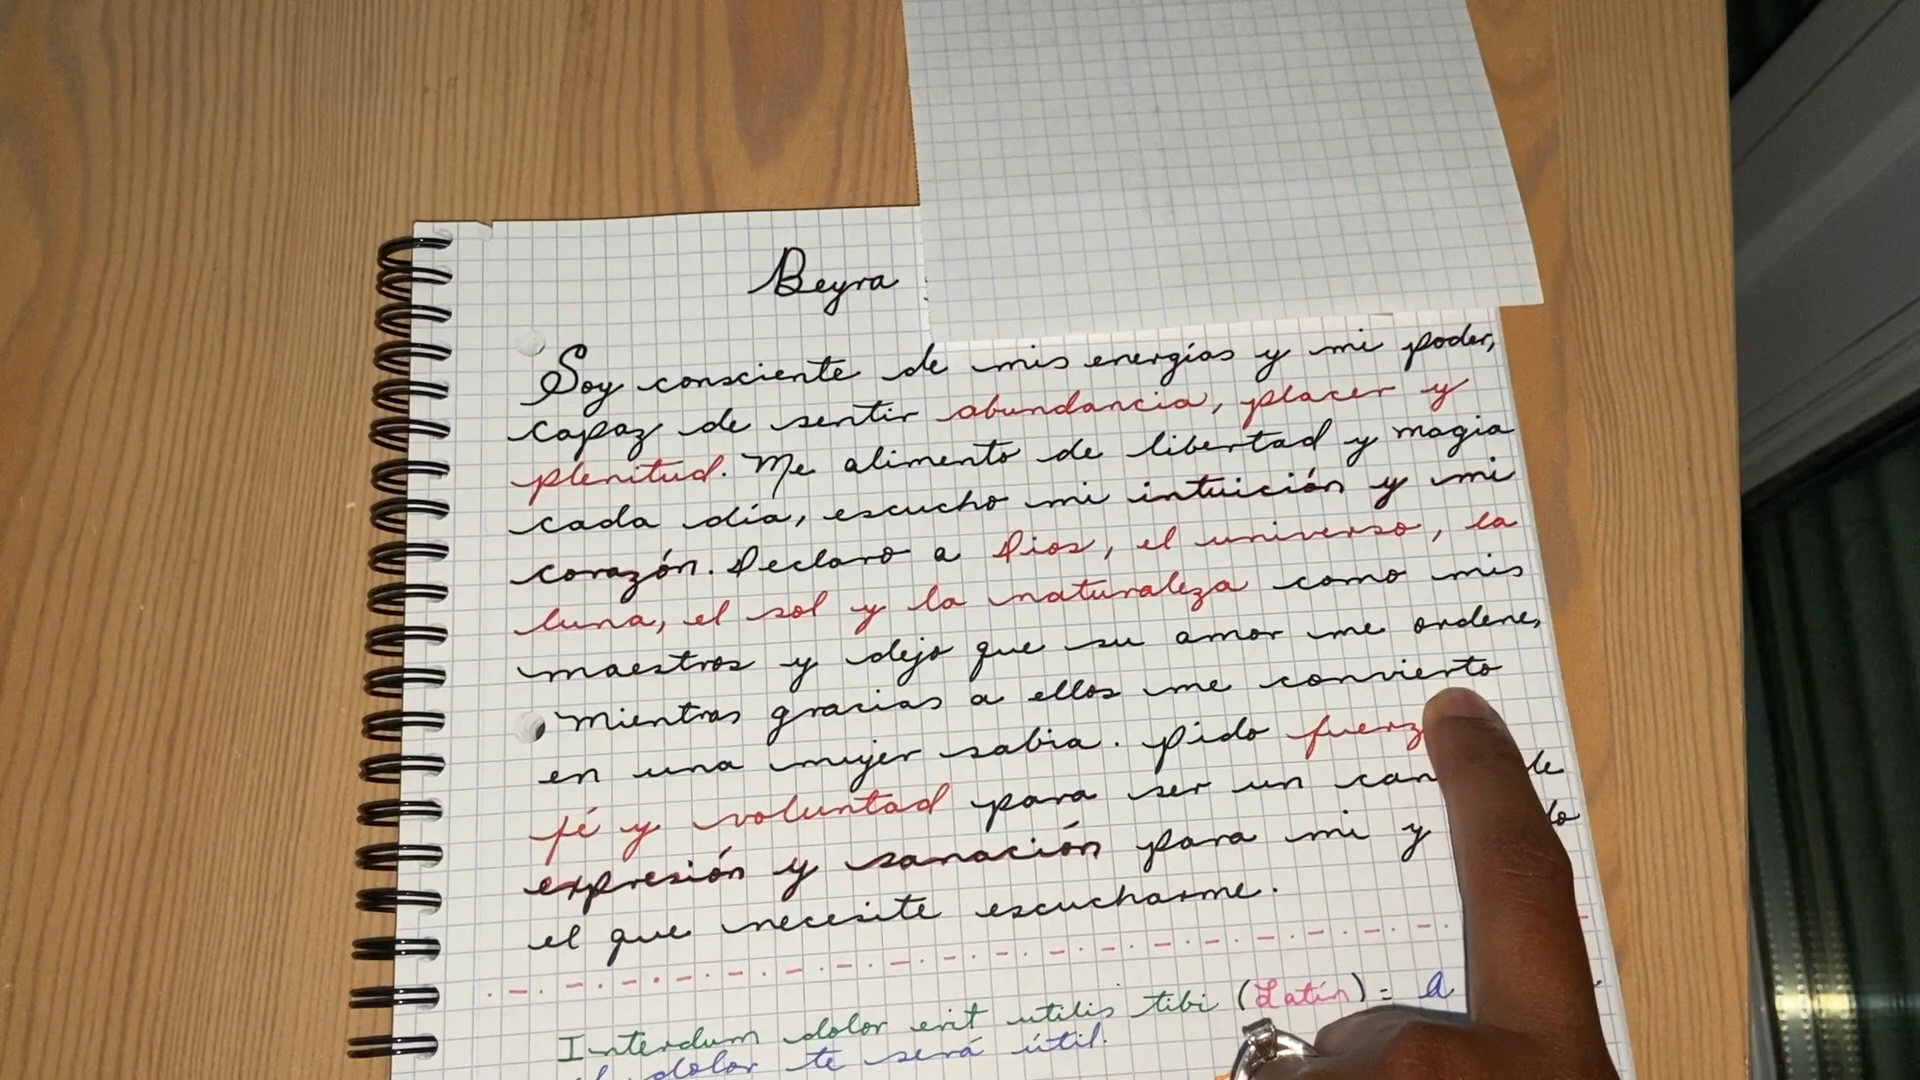 Beyra
Soy consciente de mis energías y mi poder,
capaz de sentir abundancia, placer y
plenitud. Me alimento de libertad y magia
cada día, escucho mi intuición y mi
corazón. Declaro a Dios, el universo, la
luna, el sol y la naturaleza como mis
maestros y dejo que su amor me ordene,
mientras gracias a ellos me convierto
en una mujer sabia. Pido
fé y voluntad para ser un
expresión y sanación para mi y
el que necesite escucharme.
Interdum dolor erit utilis tibi (Latín) = A
el dolor te será útil.